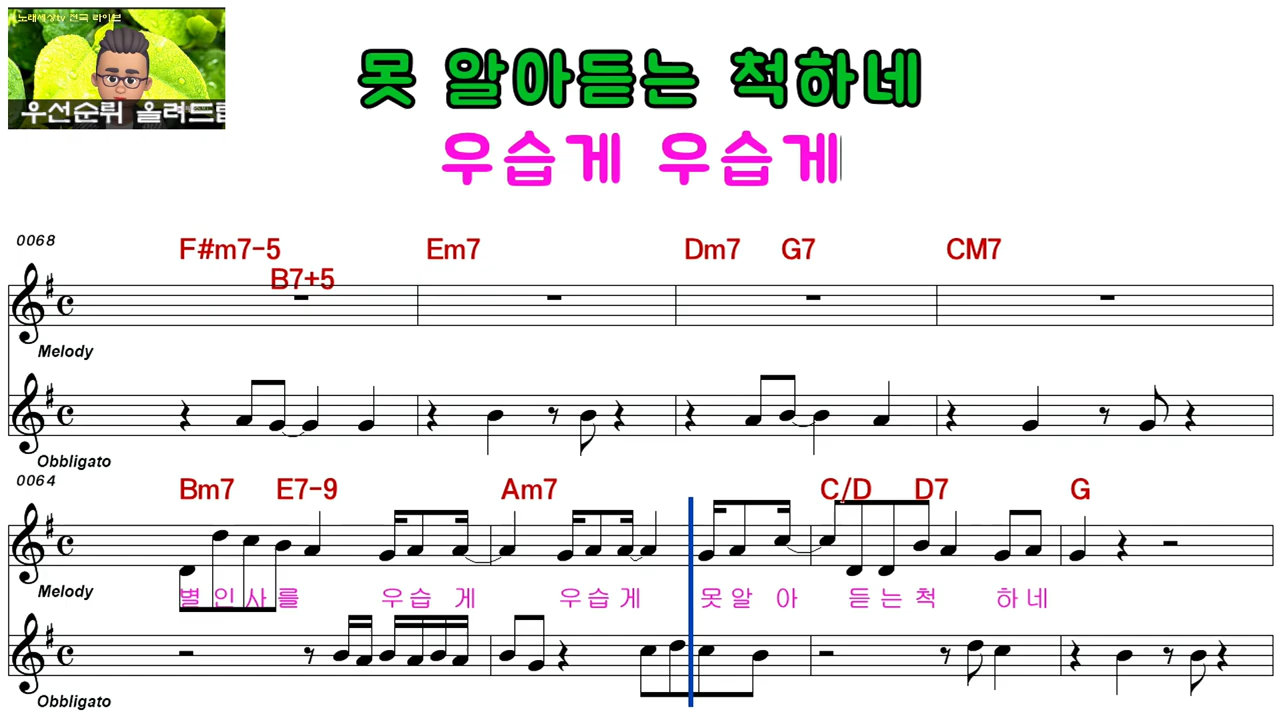 노래세상tv 전국 라이브
우선순위 올려드립
못 알아듣는 척하네
우습게 우습게
0068
F#m7-5 B7+5 Em7 Dm7 G7 CM7
Melody
Obbligato
0064
Bm7 E7-9 Am7 C/D D7 G
Melody
별 인 사 를 우 습 게 우 습 게 못 알 아 듣 는 척 하 네
Obbligato